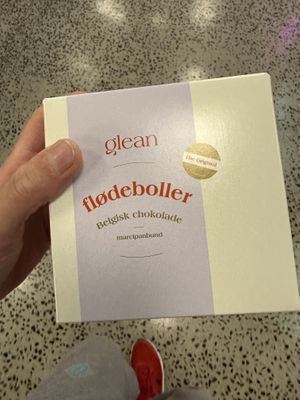 glean
The Original
flødeboller
Belgisk chokolade
marcipanbund